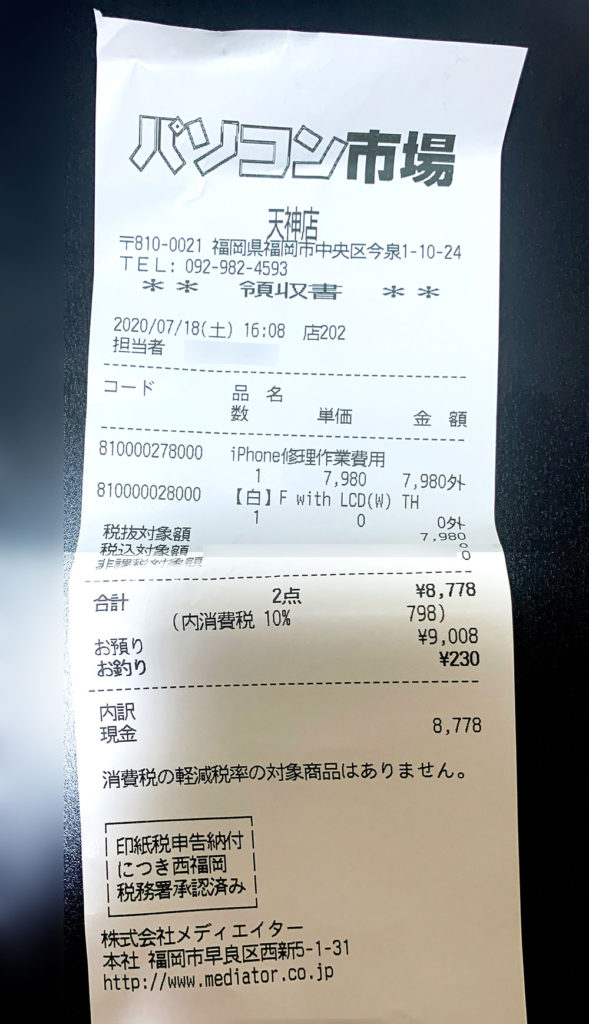 パソコン市場
天神店
〒810-0021 福岡県福岡市中央区今泉1-10-24
TEL: 092-982-4593
** 領収書 **
2020/07/18(土) 16:08 店202
担当者
コード 品 名
数 単価 金 額
810000278000 iPhone修理作業費用
1 7,980 7,980外
810000028000 【白】F with LCD(W) TH
1 0 0外
税抜対象額 7,980
税込対象額 0
非課税対象額 0
合計 2点 ¥8,778
(内消費税 10% 798)
お預り ¥9,008
お釣り ¥230
内訳
現金 8,778
消費税の軽減税率の対象商品はありません。
印紙税申告納付
につき西福岡
税務署承認済み
株式会社メディエイター
本社 福岡市早良区西新5-1-31
http://www.mediator.co.jp